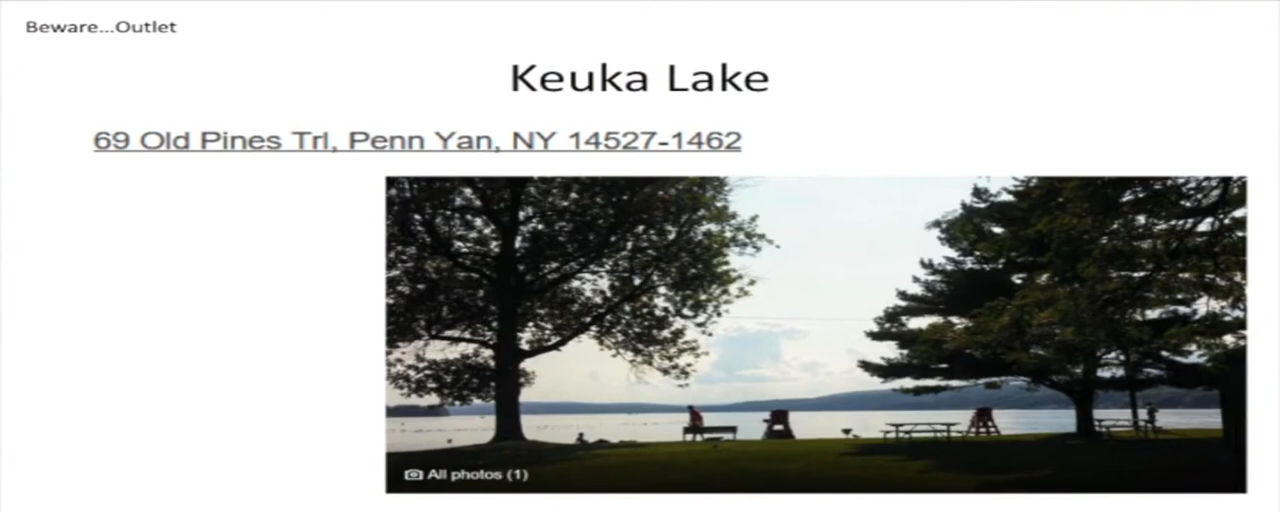 Beware...Outlet
Keuka Lake
69 Old Pines Trl, Penn Yan, NY 14527-1462
All photos (1)